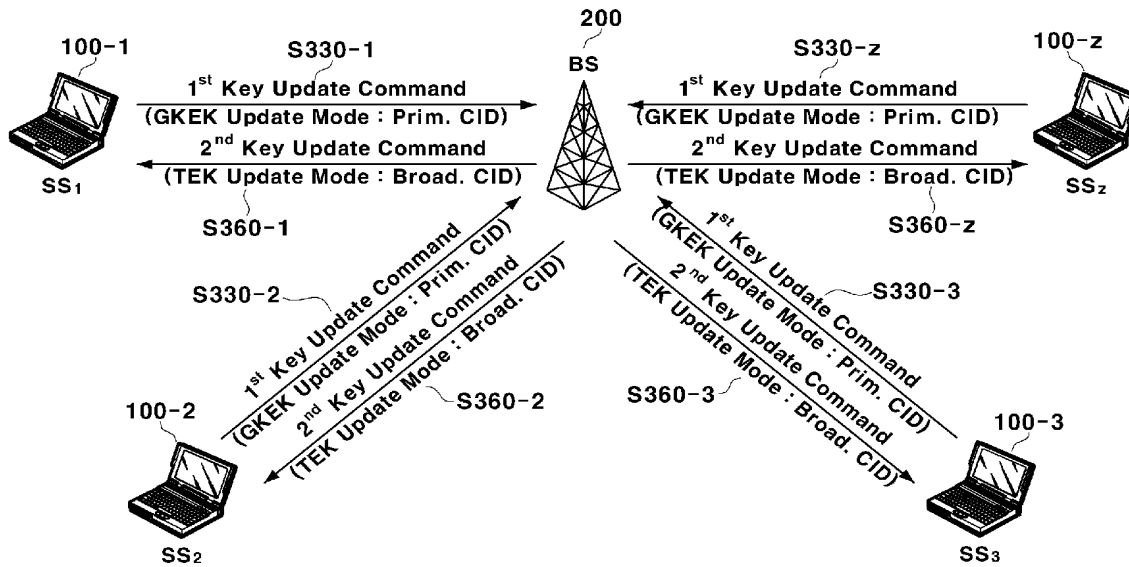 200
BS
100-1
S330-1
1st Key Update Command
(GKEK Update Mode : Prim. CID)
2nd Key Update Command
(TEK Update Mode : Broad. CID)
S360-1
SS1
100-z
S330-z
1st Key Update Command
(GKEK Update Mode : Prim. CID)
2nd Key Update Command
(TEK Update Mode : Broad. CID)
S360-z
SSz
S330-2
1st Key Update Command
(GKEK Update Mode : Prim. CID)
2nd Key Update Command
(TEK Update Mode : Broad. CID)
S360-2
100-2
SS2
1st Key Update Command
(GKEK Update Mode : Prim. CID)
S330-3
2nd Key Update Command
(TEK Update Mode : Broad. CID)
S360-3
100-3
SS3